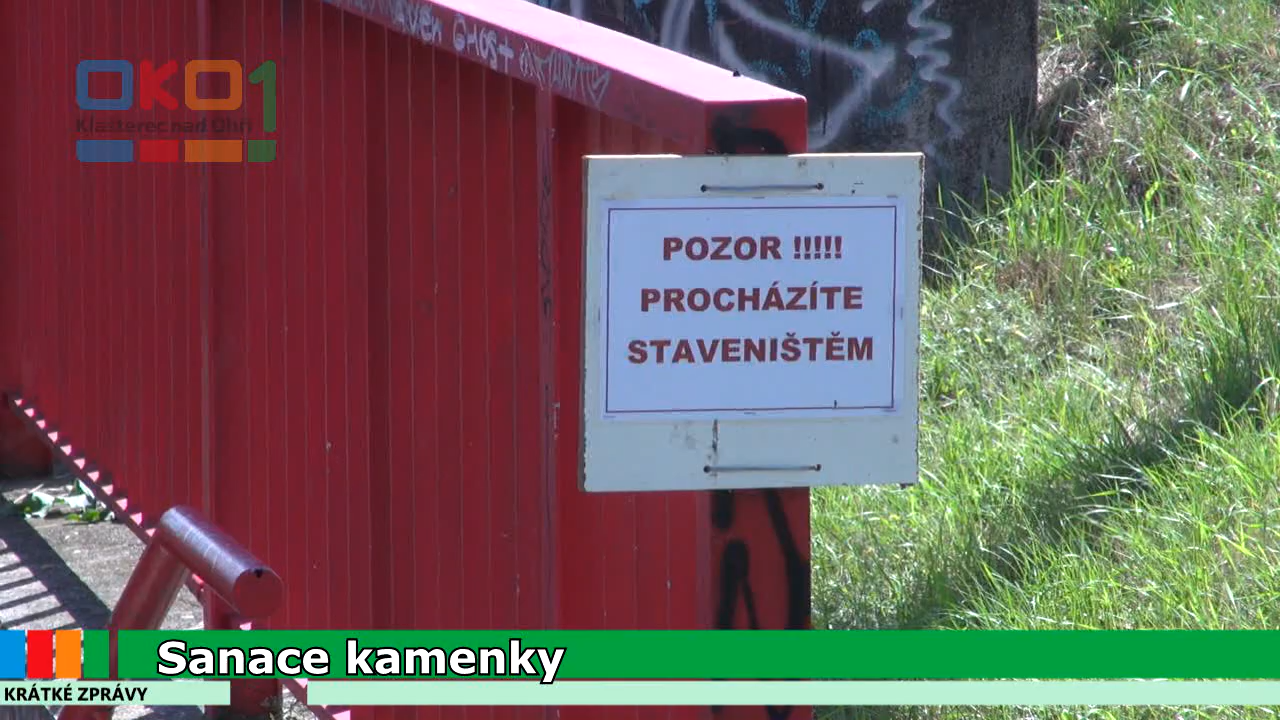 OKO1
Klášterec nad Ohří
POZOR !!!!!
PROCHÁZÍTE
STAVENIŠTĚM
Sanace kamenky
KRÁTKÉ ZPRÁVY